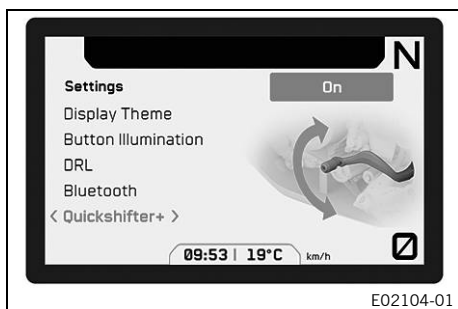 N
Settings
On
Display Theme
Button Illumination
DRL
Bluetooth
< Quickshifter+ >
09:53 | 19°C km/h
0
E02104-01